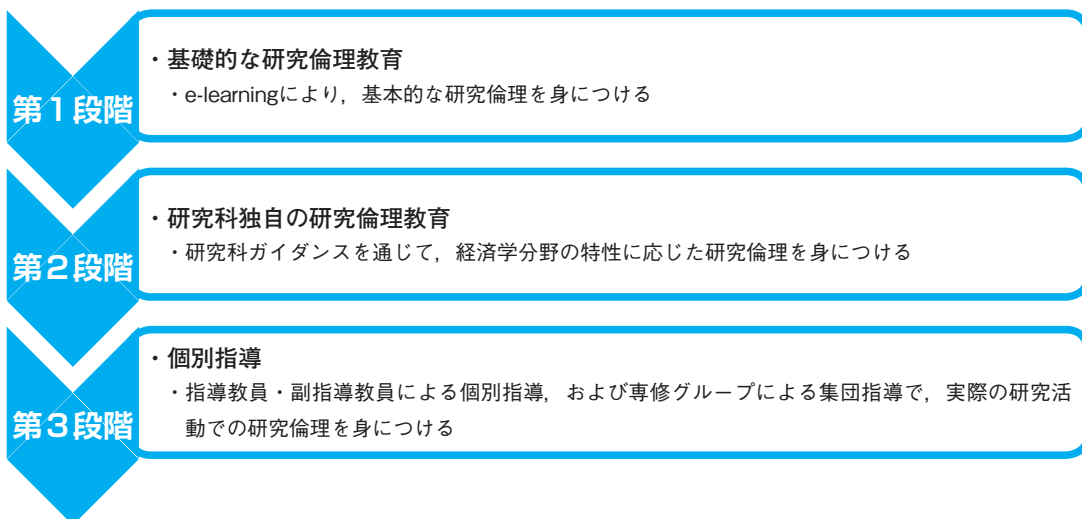 第1段階
・基礎的な研究倫理教育
・e-learningにより，基本的な研究倫理を身につける
第2段階
・研究科独自の研究倫理教育
・研究科ガイダンスを通じて，経済学分野の特性に応じた研究倫理を身につける
第3段階
・個別指導
・指導教員・副指導教員による個別指導，および専修グループによる集団指導で，実際の研究活
動での研究倫理を身につける